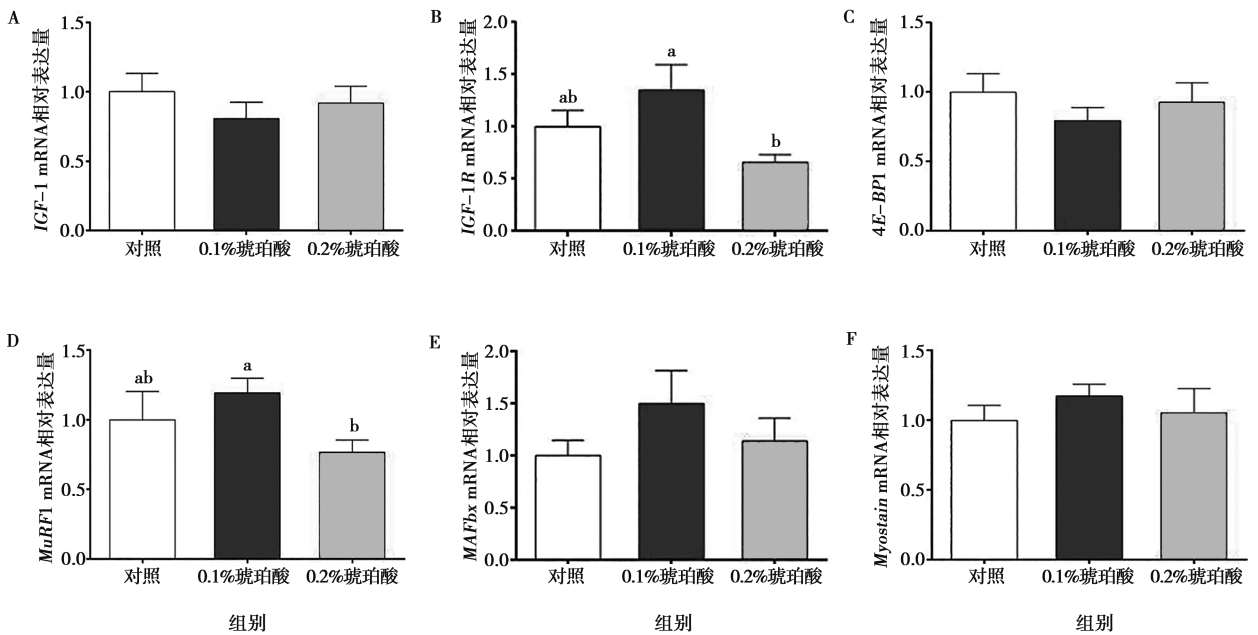 A
IGF-1 mRNA相对表达量
1.5
1.0
0.5
0.0
对照
0.1%琥珀酸
0.2%琥珀酸
B
IGF-1R mRNA相对表达量
2.0
1.5
1.0
0.5
0.0
ab
a
b
对照
0.1%琥珀酸
0.2%琥珀酸
C
4E-BP1 mRNA相对表达量
1.5
1.0
0.5
0.0
对照
0.1%琥珀酸
0.2%琥珀酸
D
MuRF1 mRNA相对表达量
1.5
1.0
0.5
0.0
ab
a
b
对照
0.1%琥珀酸
0.2%琥珀酸
组别
E
MAFbx mRNA相对表达量
2.0
1.5
1.0
0.5
0.0
对照
0.1%琥珀酸
0.2%琥珀酸
组别
F
Myostain mRNA相对表达量
1.5
1.0
0.5
0.0
对照
0.1%琥珀酸
0.2%琥珀酸
组别